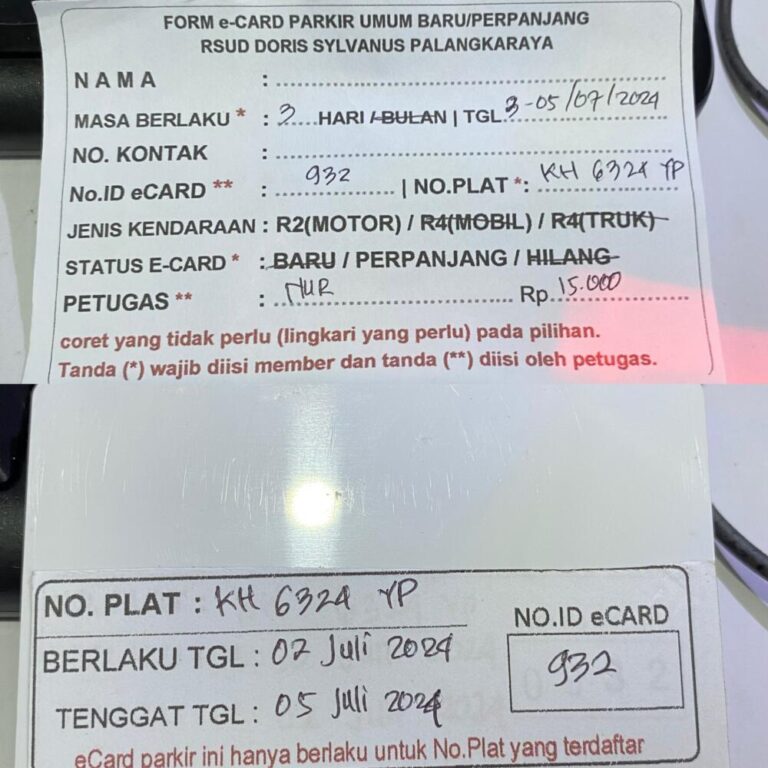 FORM e-CARD PARKIR UMUM BARU/PERPANJANG
RSUD DORIS SYLVANUS PALANGKARAYA
NAMA :
MASA BERLAKU * : 3 HARI / BULAN | TGL 3-05/07/2024
NO. KONTAK :
No.ID eCARD ** : 932 | NO.PLAT *: KH 6324 YP
JENIS KENDARAAN : R2(MOTOR) / R4(MOBIL) / R4(TRUK)
STATUS E-CARD * : BARU / PERPANJANG / HILANG
PETUGAS ** : NUR Rp. 15.000
coret yang tidak perlu (lingkari yang perlu) pada pilihan.
Tanda (*) wajib diisi member dan tanda (**) diisi oleh petugas.
NO. PLAT : KH 6324 YP
NO.ID eCARD
BERLAKU TGL : 02 Juli 2024
932
TENGGAT TGL : 05 Juli 2024
eCard parkir ini hanya berlaku untuk No.Plat yang terdaftar